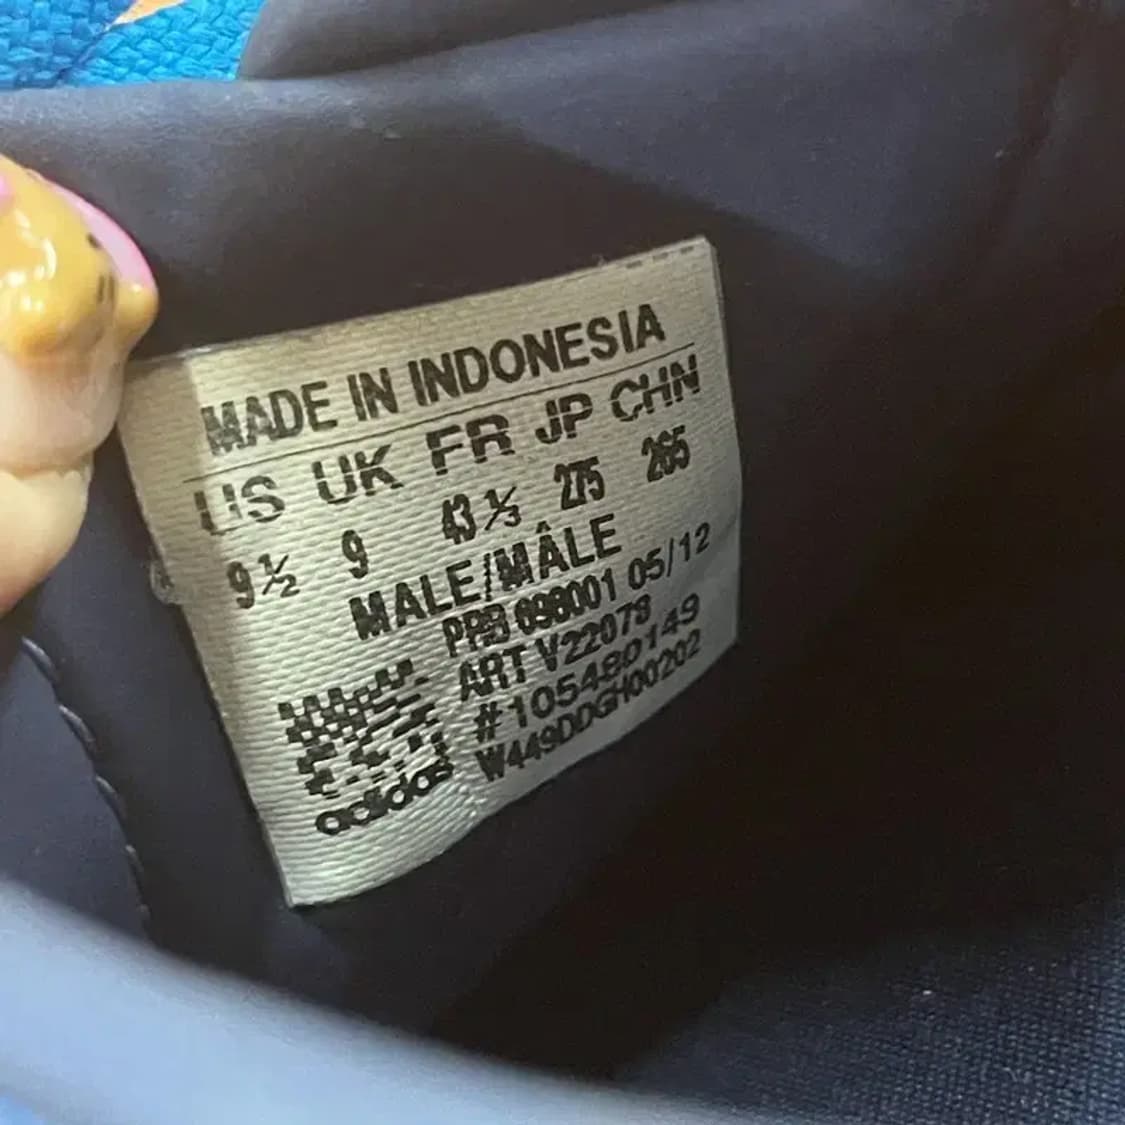 MADE IN INDONESIA
US UK FR JP CHN
9½ 9 43⅓ 275 265
MALE/MÂLE
PRB 698001 05/12
ART V22078
#105480149
W449DDGH00202
adidas